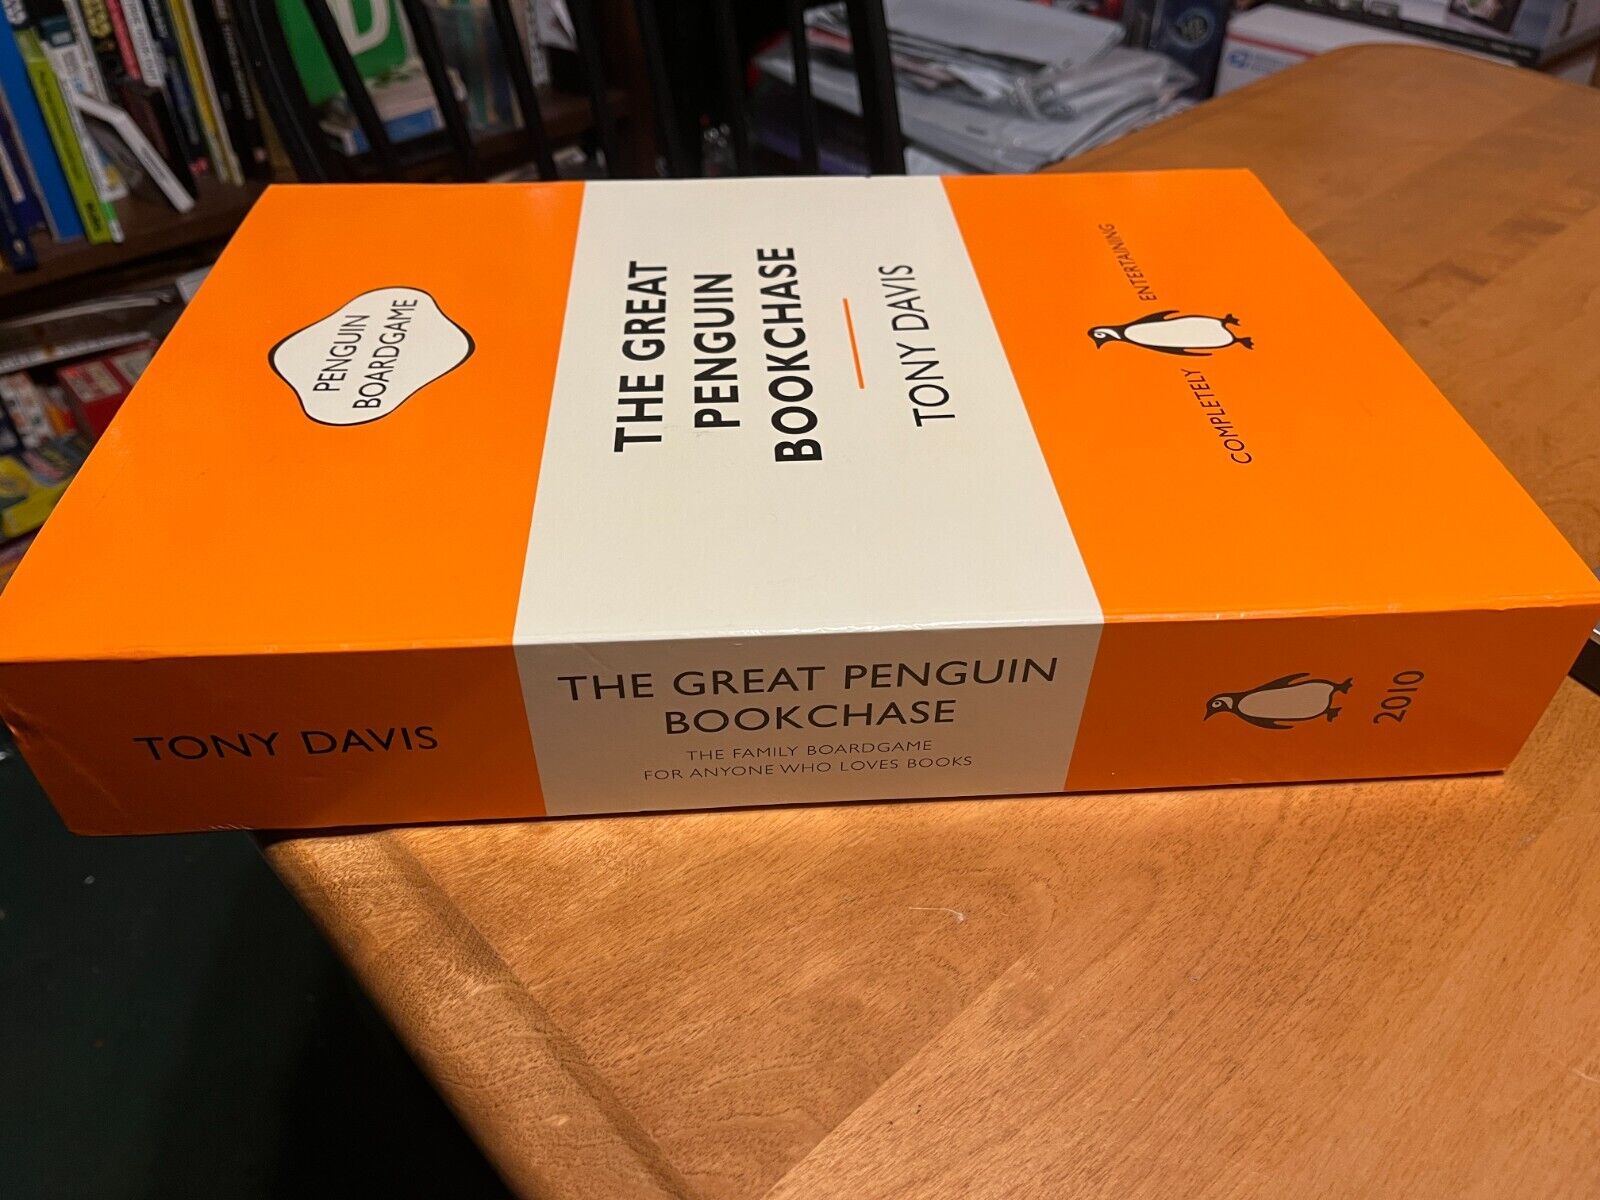 PENGUIN
BOARDGAME
THE GREAT
PENGUIN
BOOKCHASE
TONY DAVIS
COMPLETELY
ENTERTAINING
TONY DAVIS
THE GREAT PENGUIN
BOOKCHASE
THE FAMILY BOARDGAME
FOR ANYONE WHO LOVES BOOKS
2010